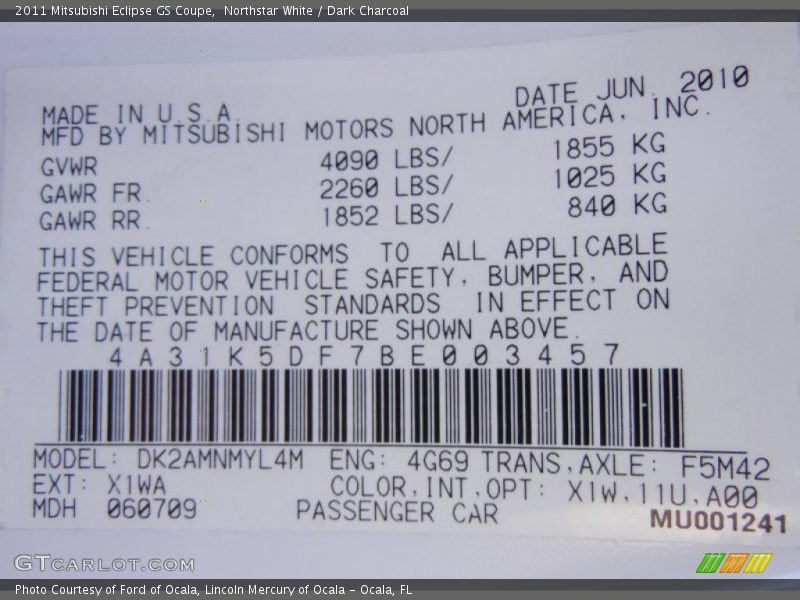 2011 Mitsubishi Eclipse GS Coupe,  Northstar White / Dark Charcoal
DATE JUN. 2010
MADE IN U.S.A.
MFD BY MITSUBISHI MOTORS NORTH AMERICA, INC.
GVWR 4090 LBS/ 1855 KG
GAWR FR. 2260 LBS/ 1025 KG
GAWR RR. 1852 LBS/ 840 KG
THIS VEHICLE CONFORMS TO ALL APPLICABLE
FEDERAL MOTOR VEHICLE SAFETY, BUMPER, AND
THEFT PREVENTION STANDARDS IN EFFECT ON
THE DATE OF MANUFACTURE SHOWN ABOVE.
4A31K5DF7BE003457
MODEL: DK2AMNMYL4M ENG: 4G69 TRANS,AXLE: F5M42
EXT: X1WA COLOR,INT,OPT: X1W,11U,A00
MDH 060709 PASSENGER CAR MU001241
GTCARLOT.COM
Photo Courtesy of Ford of Ocala, Lincoln Mercury of Ocala – Ocala, FL